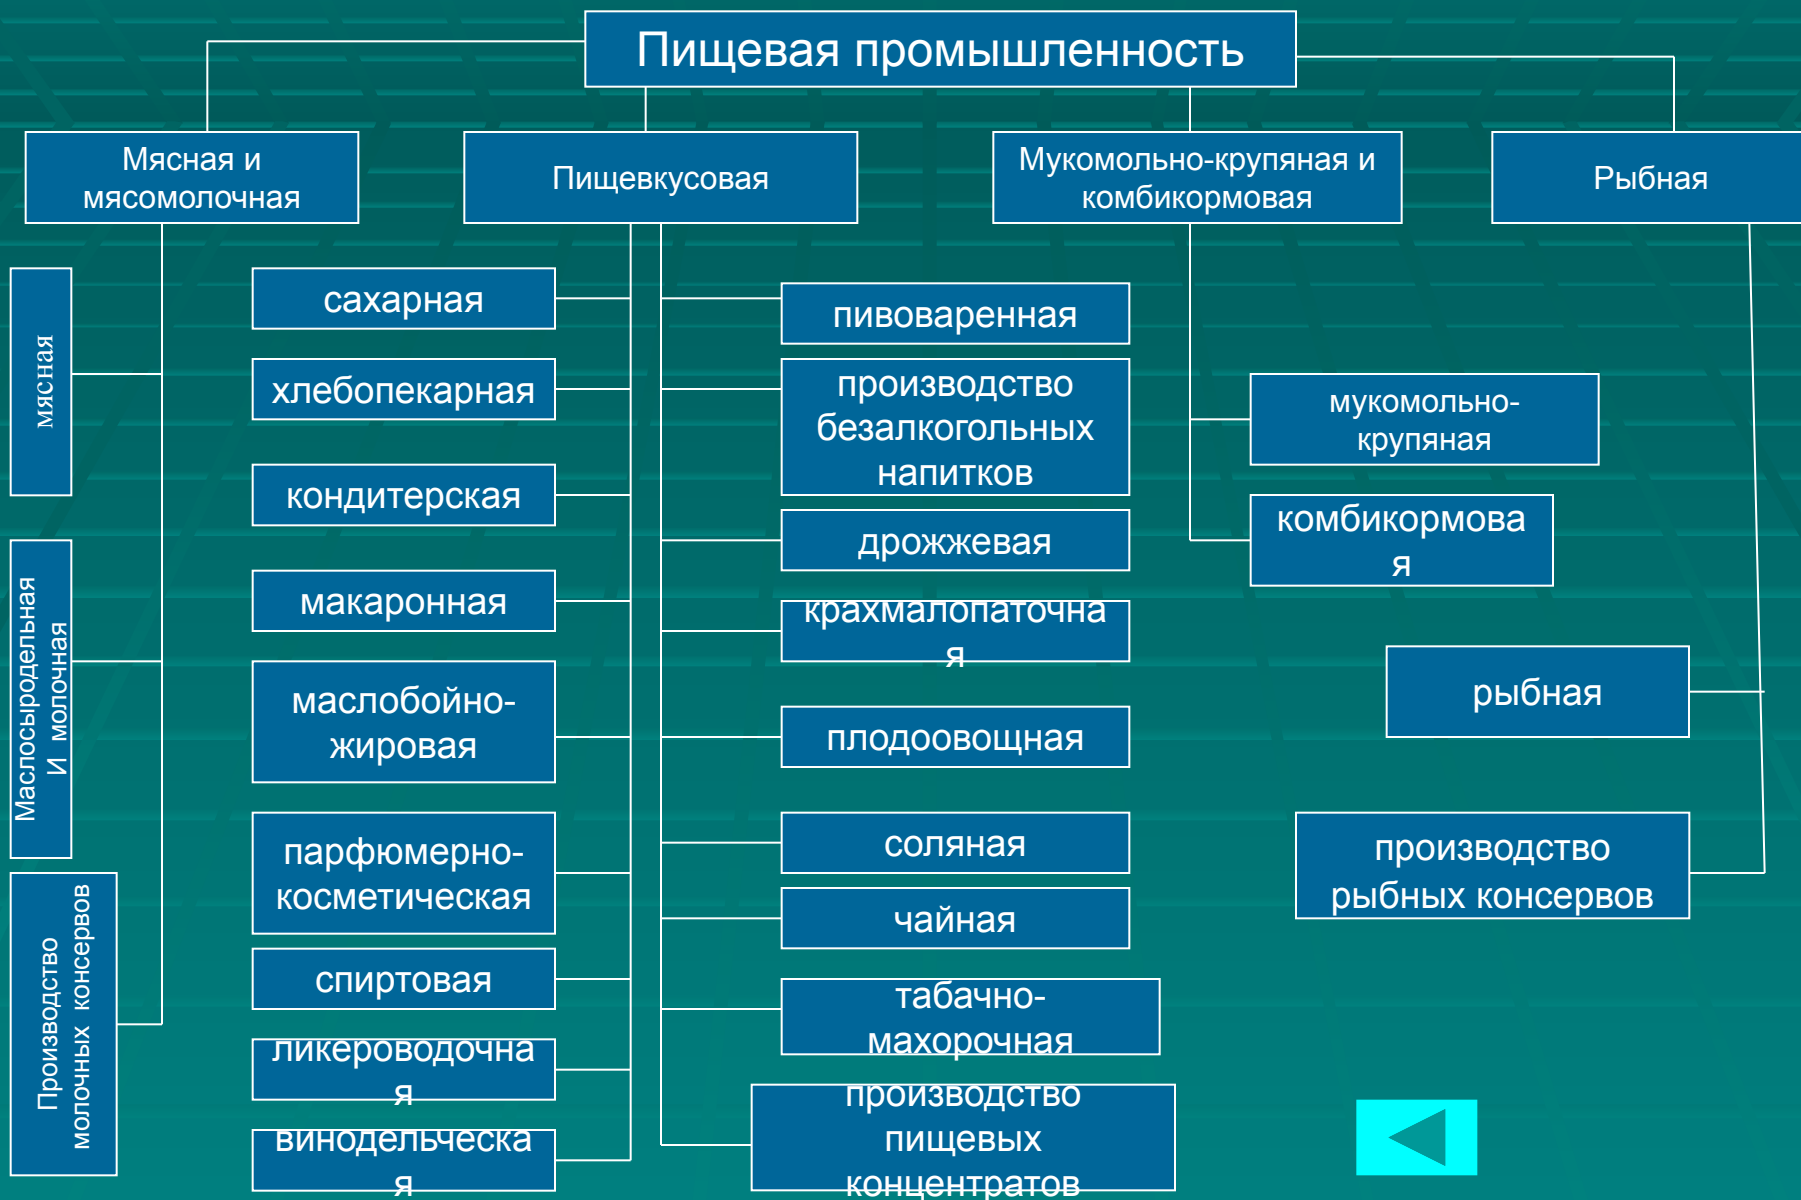 Пищевая промышленность
Мясная и
мясомолочная
Пищевкусовая
Мукомольно-крупяная и
комбикормовая
Рыбная
мясная
Маслосыродельная
И молочная
Производство
молочных консервов
сахарная
хлебопекарная
кондитерская
макаронная
маслобойно-
жировая
парфюмерно-
косметическая
спиртовая
ликероводочна
я
винодельческа
я
пивоваренная
производство
безалкогольных
напитков
дрожжевая
крахмалопаточна
я
плодоовощная
соляная
чайная
табачно-
махорочная
производство
пищевых
концентратов
мукомольно-
крупяная
комбикормова
я
рыбная
производство
рыбных консервов